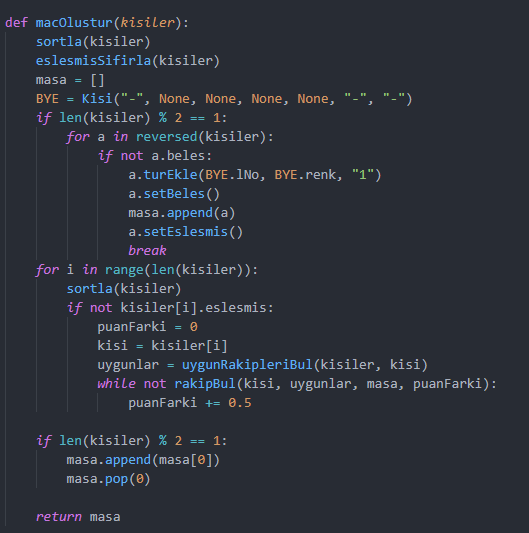 def macOlustur(kisiler):
    sortla(kisiler)
    eslesmisSifirla(kisiler)
    masa = []
    BYE = Kisi("-", None, None, None, None, "-", "-")
    if len(kisiler) % 2 == 1:
        for a in reversed(kisiler):
            if not a.beles:
                a.turEkle(BYE.lNo, BYE.renk, "1")
                a.setBeles()
                masa.append(a)
                a.setEslesmis()
                break
    for i in range(len(kisiler)):
        sortla(kisiler)
        if not kisiler[i].eslesmis:
            puanFarki = 0
            kisi = kisiler[i]
            uygunlar = uygunRakipleriBul(kisiler, kisi)
            while not rakipBul(kisi, uygunlar, masa, puanFarki):
                puanFarki += 0.5

    if len(kisiler) % 2 == 1:
        masa.append(masa[0])
        masa.pop(0)

    return masa